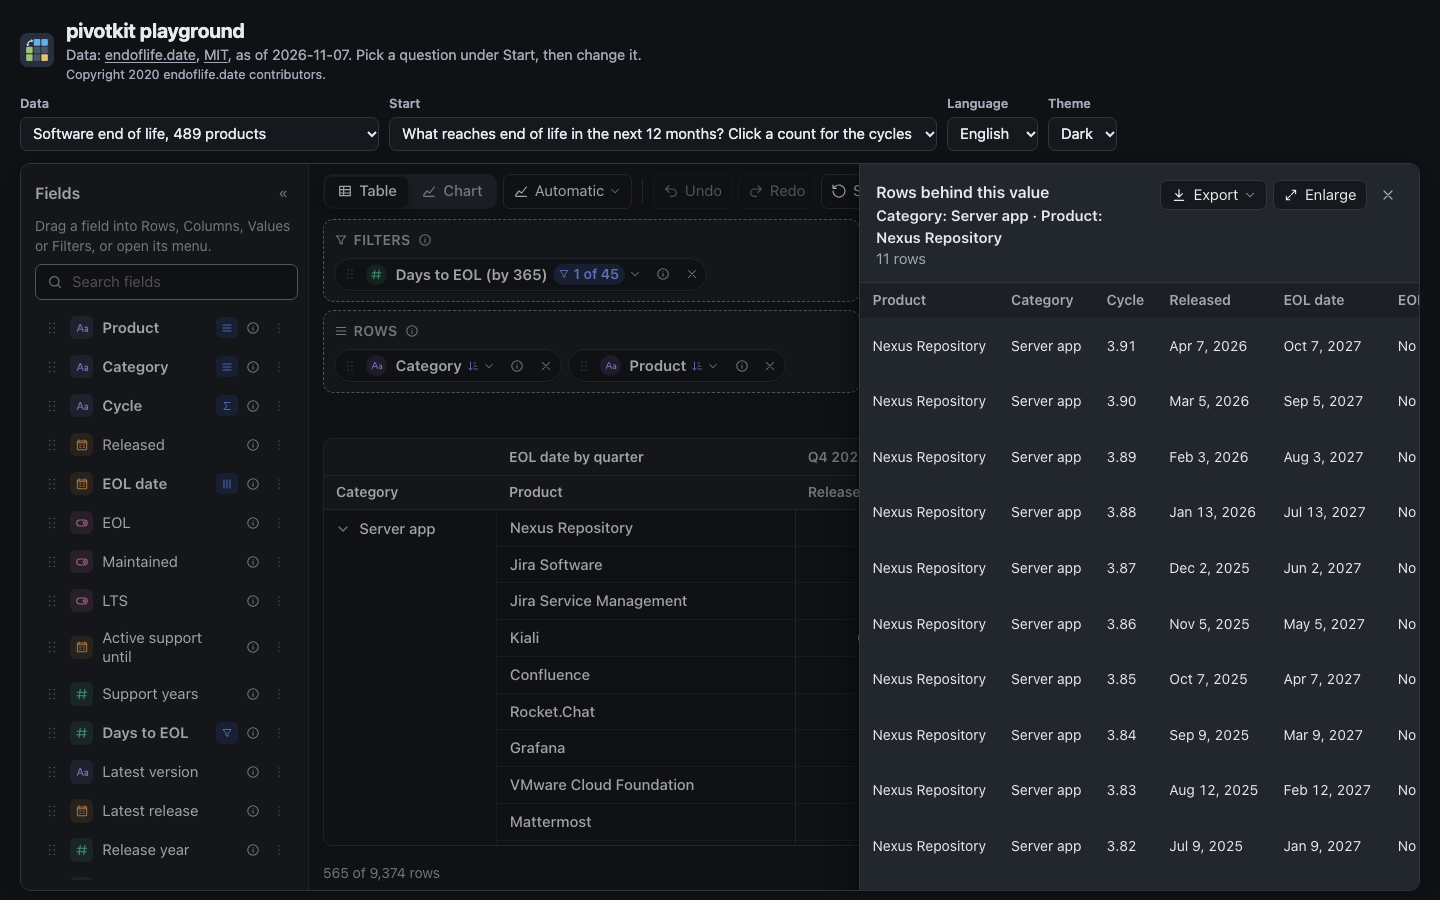 pivotkit playground
Data: endoflife.date, MIT, as of 2026-11-07. Pick a question under Start, then change it.
Copyright 2020 endoflife.date contributors.
Data
Start
Language
Theme
Software end of life, 489 products
What reaches end of life in the next 12 months? Click a count for the cycles
English
Dark
Fields
«
Drag a field into Rows, Columns, Values
or Filters, or open its menu.
Search fields
Aa Product
Aa Category
Aa Cycle Σ
Released
EOL date
EOL
Maintained
LTS
Active support
until
# Support years
# Days to EOL
Aa Latest version
Latest release
# Release year
Table
Chart
Automatic
Undo
Redo
S
FILTERS
# Days to EOL (by 365) 1 of 45
ROWS
Aa Category
Aa Product
EOL date by quarter
Q4 202
Category
Product
Release
Server app
Nexus Repository
Jira Software
Jira Service Management
Kiali
Confluence
Rocket.Chat
Grafana
VMware Cloud Foundation
Mattermost
565 of 9,374 rows
Rows behind this value
Category: Server app · Product:
Nexus Repository
11 rows
Export
Enlarge
Product Category Cycle Released EOL date EOL
Nexus Repository Server app 3.91 Apr 7, 2026 Oct 7, 2027 No
Nexus Repository Server app 3.90 Mar 5, 2026 Sep 5, 2027 No
Nexus Repository Server app 3.89 Feb 3, 2026 Aug 3, 2027 No
Nexus Repository Server app 3.88 Jan 13, 2026 Jul 13, 2027 No
Nexus Repository Server app 3.87 Dec 2, 2025 Jun 2, 2027 No
Nexus Repository Server app 3.86 Nov 5, 2025 May 5, 2027 No
Nexus Repository Server app 3.85 Oct 7, 2025 Apr 7, 2027 No
Nexus Repository Server app 3.84 Sep 9, 2025 Mar 9, 2027 No
Nexus Repository Server app 3.83 Aug 12, 2025 Feb 12, 2027 No
Nexus Repository Server app 3.82 Jul 9, 2025 Jan 9, 2027 No